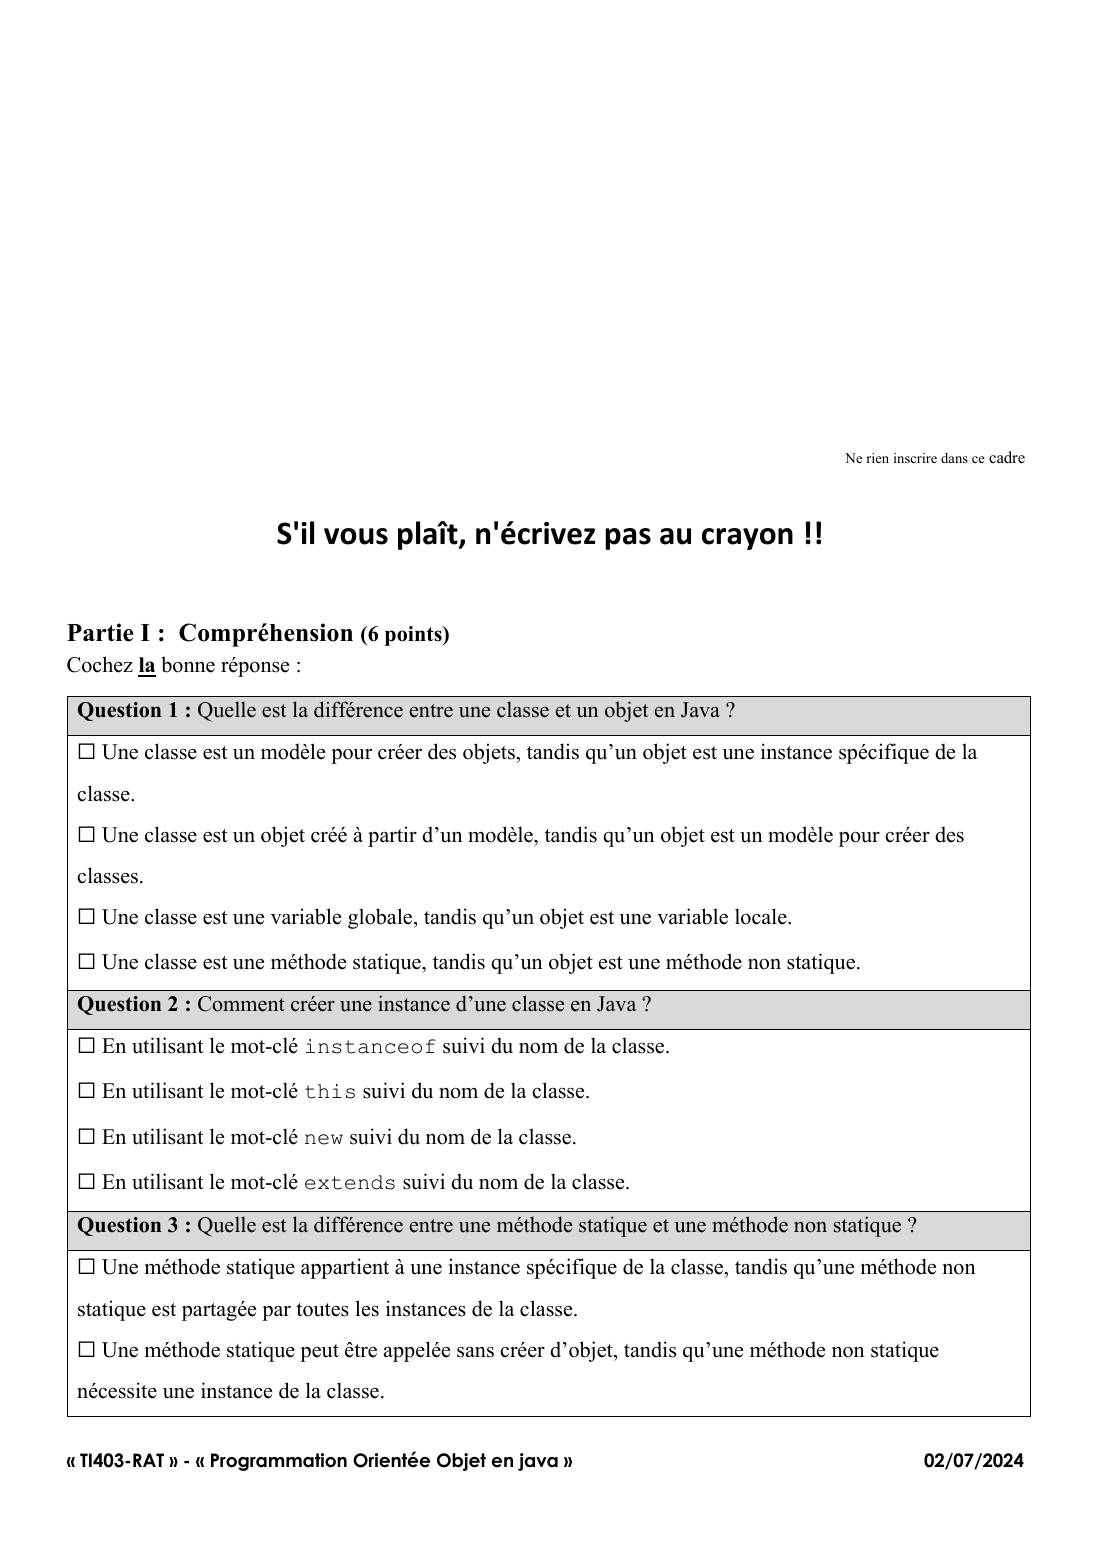 Ne rien inscrire dans ce cadre
S'il vous plaît, n'écrivez pas au crayon !!
Partie I :  Compréhension (6 points)
Cochez la bonne réponse :
Question 1 : Quelle est la différence entre une classe et un objet en Java ?
☐ Une classe est un modèle pour créer des objets, tandis qu’un objet est une instance spécifique de la
classe.
☐ Une classe est un objet créé à partir d’un modèle, tandis qu’un objet est un modèle pour créer des
classes.
☐ Une classe est une variable globale, tandis qu’un objet est une variable locale.
☐ Une classe est une méthode statique, tandis qu’un objet est une méthode non statique.
Question 2 : Comment créer une instance d’une classe en Java ?
☐ En utilisant le mot-clé instanceof suivi du nom de la classe.
☐ En utilisant le mot-clé this suivi du nom de la classe.
☐ En utilisant le mot-clé new suivi du nom de la classe.
☐ En utilisant le mot-clé extends suivi du nom de la classe.
Question 3 : Quelle est la différence entre une méthode statique et une méthode non statique ?
☐ Une méthode statique appartient à une instance spécifique de la classe, tandis qu’une méthode non
statique est partagée par toutes les instances de la classe.
☐ Une méthode statique peut être appelée sans créer d’objet, tandis qu’une méthode non statique
nécessite une instance de la classe.
« TI403-RAT » - « Programmation Orientée Objet en java » 02/07/2024